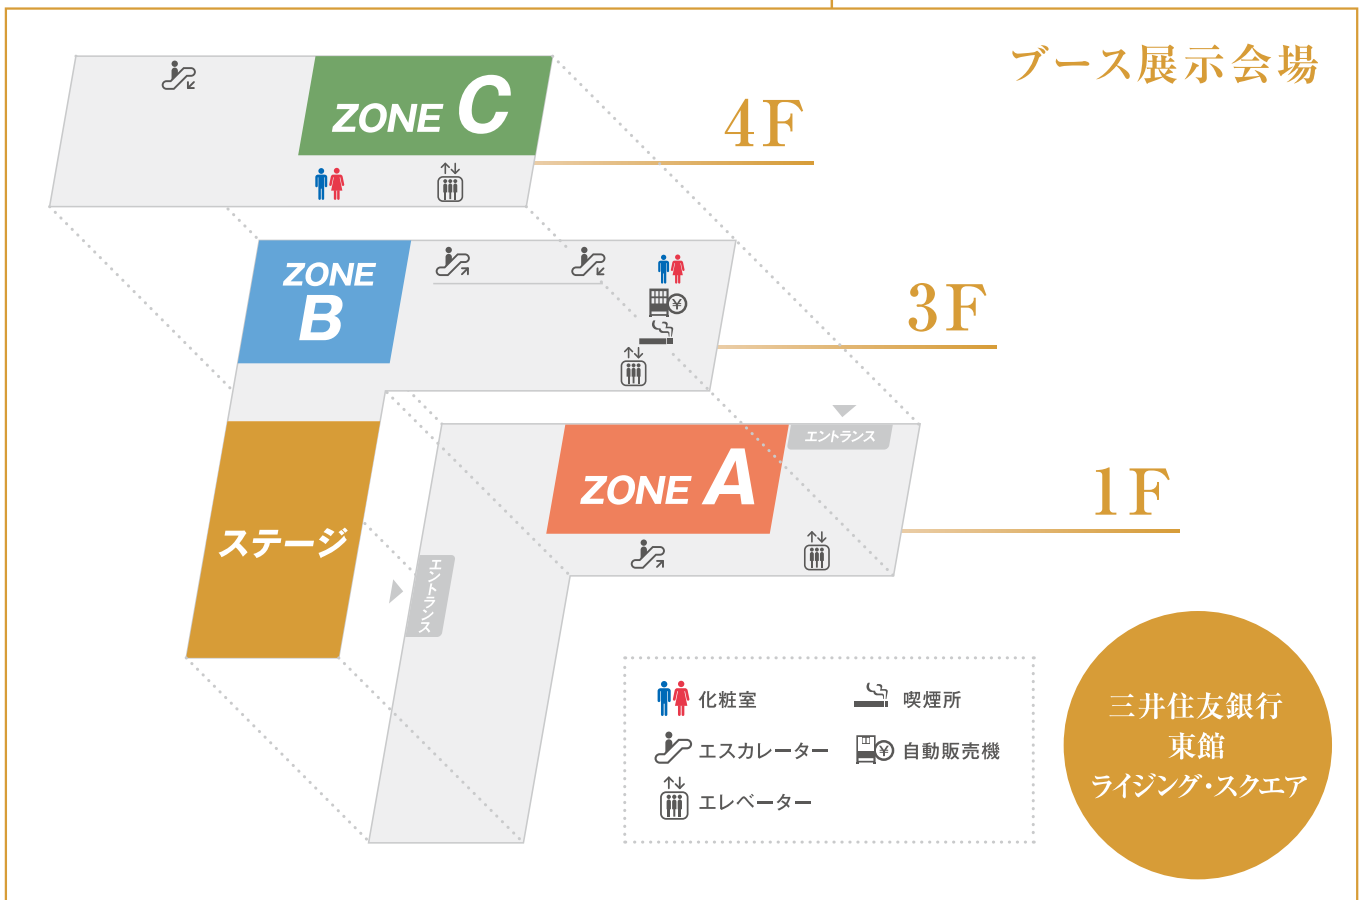 ブース展示会場
ZONE C
4F
ZONE
B
3F
エントランス
ZONE A
1F
ステージ
エントランス
化粧室
喫煙所
エスカレーター
自動販売機
エレベーター
三井住友銀行
東館
ライジング・スクエア